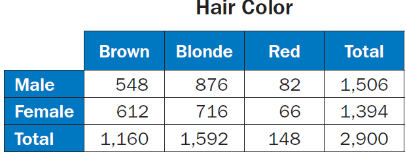 Hair Color
Brown Blonde Red Total
Male 548 876 82 1,506
Female 612 716 66 1,394
Total 1,160 1,592 148 2,900